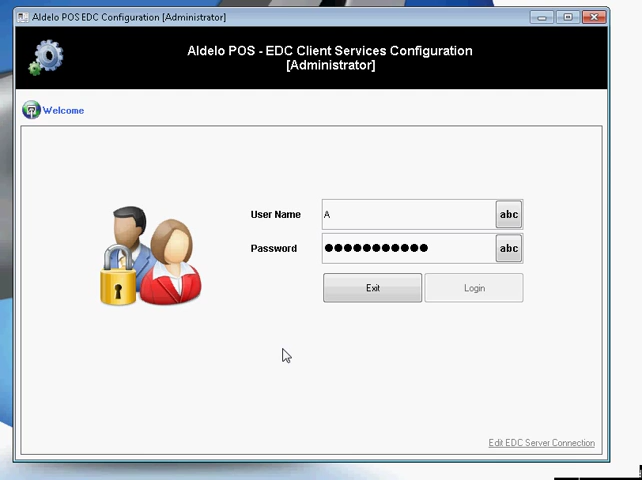 Aldelo POS EDC Configuration [Administrator]
Aldelo POS - EDC Client Services Configuration
[Administrator]
Welcome
User Name A abc
Password ●●●●●●●●●●● abc
Exit Login
Edit EDC Server Connection